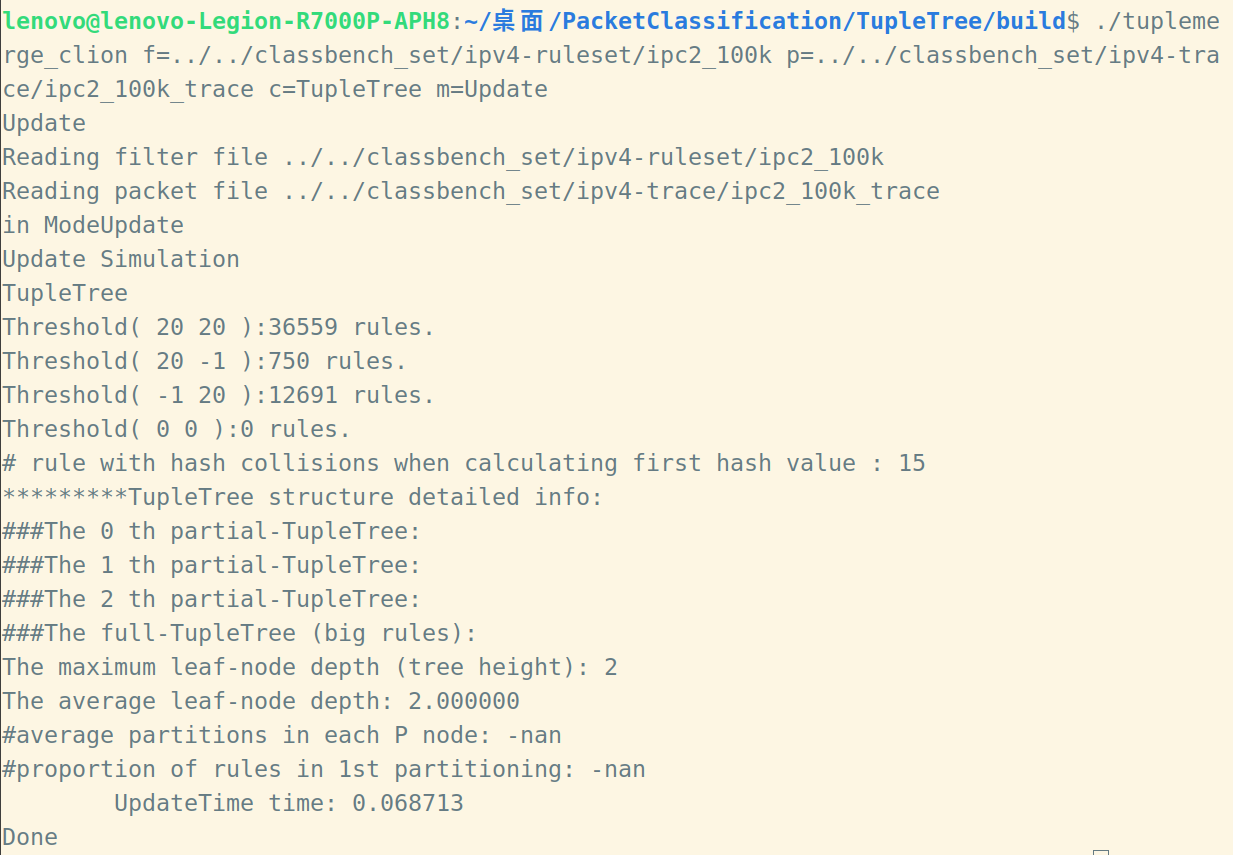 lenovo@lenovo-Legion-R7000P-APH8:~/桌面/PacketClassification/TupleTree/build$ ./tupleme
rge_clion f=../../classbench_set/ipv4-ruleset/ipc2_100k p=../../classbench_set/ipv4-tra
ce/ipc2_100k_trace c=TupleTree m=Update
Update
Reading filter file ../../classbench_set/ipv4-ruleset/ipc2_100k
Reading packet file ../../classbench_set/ipv4-trace/ipc2_100k_trace
in ModeUpdate
Update Simulation
TupleTree
Threshold( 20 20 ):36559 rules.
Threshold( 20 -1 ):750 rules.
Threshold( -1 20 ):12691 rules.
Threshold( 0 0 ):0 rules.
# rule with hash collisions when calculating first hash value : 15
*********TupleTree structure detailed info:
###The 0 th partial-TupleTree:
###The 1 th partial-TupleTree:
###The 2 th partial-TupleTree:
###The full-TupleTree (big rules):
The maximum leaf-node depth (tree height): 2
The average leaf-node depth: 2.000000
#average partitions in each P node: -nan
#proportion of rules in 1st partitioning: -nan
        UpdateTime time: 0.068713
Done